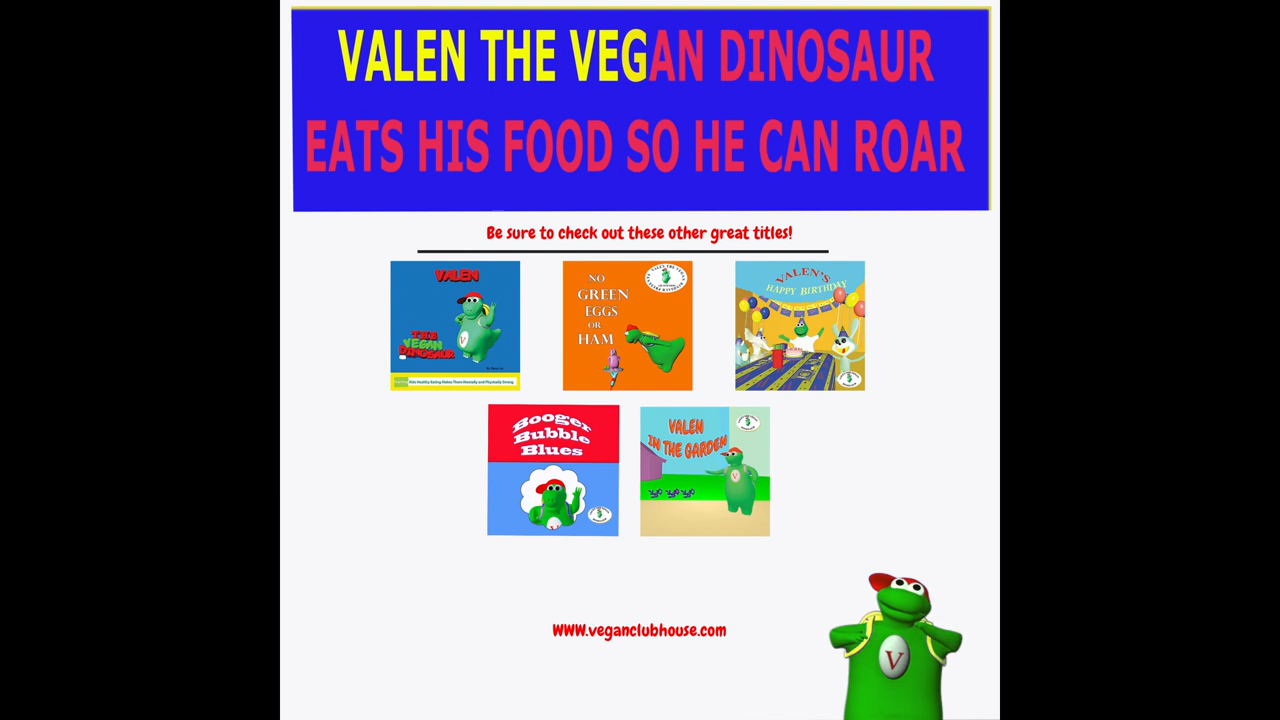 VALEN THE VEGAN DINOSAUR
EATS HIS FOOD SO HE CAN ROAR
Be sure to check out these other great titles!
VALEN
THE
VEGAN
DINOSAUR
NO
GREEN
EGGS
OR
HAM
VALEN'S
HAPPY BIRTHDAY
Booger
Bubble
Blues
VALEN
IN THE GARDEN
WWW.veganclubhouse.com
V